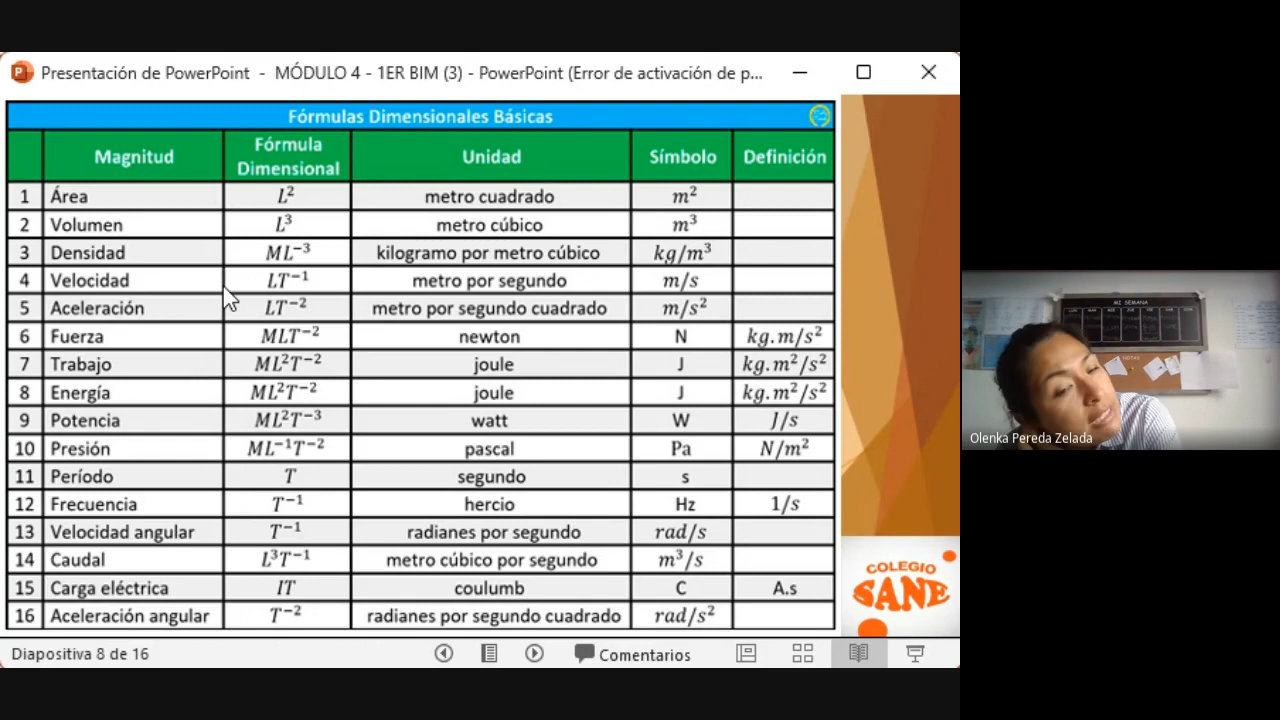 Presentación de PowerPoint - MÓDULO 4 - 1ER BIM (3) - PowerPoint (Error de activación de p...
Fórmulas Dimensionales Básicas
Magnitud Fórmula Dimensional Unidad Símbolo Definición
1 Área L² metro cuadrado m²
2 Volumen L³ metro cúbico m³
3 Densidad ML⁻³ kilogramo por metro cúbico kg/m³
4 Velocidad LT⁻¹ metro por segundo m/s
5 Aceleración LT⁻² metro por segundo cuadrado m/s²
6 Fuerza MLT⁻² newton N kg.m/s²
7 Trabajo ML²T⁻² joule J kg.m²/s²
8 Energía ML²T⁻² joule J kg.m²/s²
9 Potencia ML²T⁻³ watt W J/s
10 Presión ML⁻¹T⁻² pascal Pa N/m²
11 Período T segundo s
12 Frecuencia T⁻¹ hercio Hz 1/s
13 Velocidad angular T⁻¹ radianes por segundo rad/s
14 Caudal L³T⁻¹ metro cúbico por segundo m³/s
15 Carga eléctrica IT coulumb C A.s
16 Aceleración angular T⁻² radianes por segundo cuadrado rad/s²
COLEGIO
SANE
Diapositiva 8 de 16 Comentarios
MI SEMANA
NOTAS
Olenka Pereda Zelada